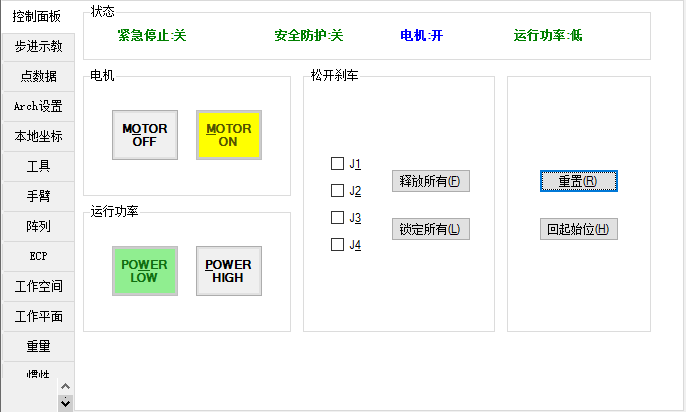 控制面板
步进示教
点数据
Arch设置
本地坐标
工具
手臂
阵列
ECP
工作空间
工作平面
重量
惯性
状态
紧急停止:关
安全防护:关
电机:开
运行功率:低
电机
MOTOR
OFF
MOTOR
ON
运行功率
POWER
LOW
POWER
HIGH
松开刹车
J1
J2
J3
J4
释放所有(F)
锁定所有(L)
重置(R)
回起始位(H)